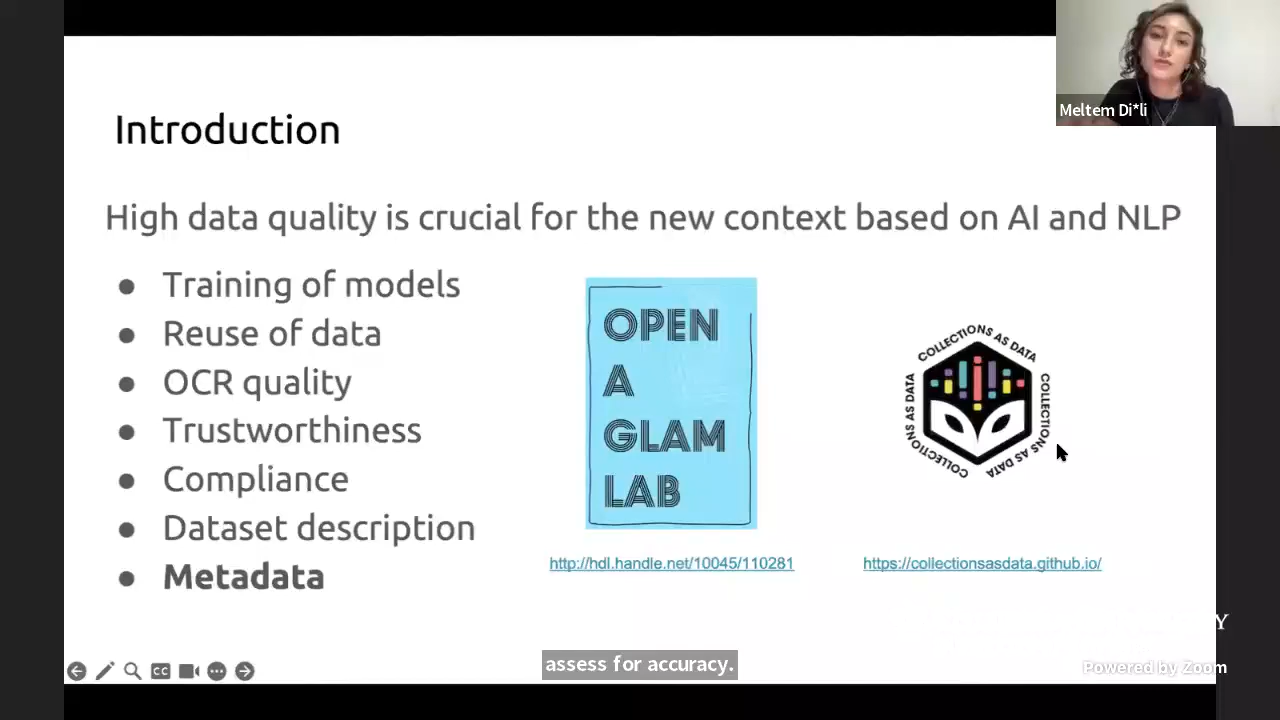 Meltem Di*li
Introduction
High data quality is crucial for the new context based on AI and NLP
● Training of models
● Reuse of data
● OCR quality
● Trustworthiness
● Compliance
● Dataset description
● Metadata
OPEN
A
GLAM
LAB
http://hdl.handle.net/10045/110281
COLLECTIONS AS DATA
COLLECTIONS AS DATA
COLLECTIONS AS DATA
https://collectionsasdata.github.io/
Y
CC
assess for accuracy.
Powered by Zoom